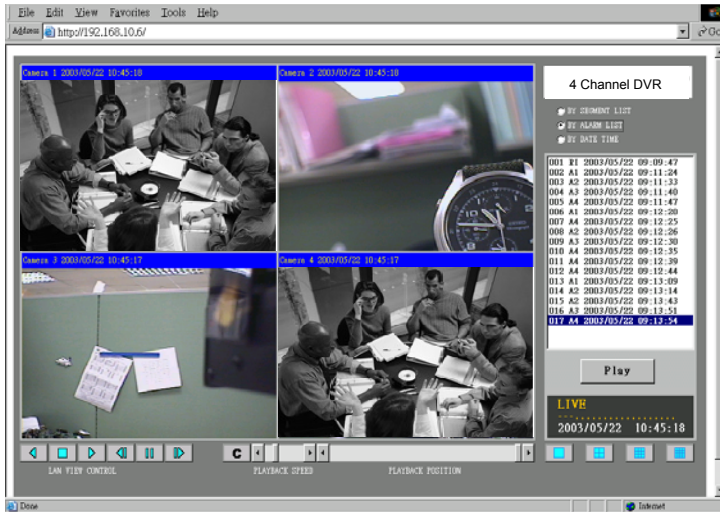 File Edit View Favorites Tools Help
Address http://192.168.10.6/ Go
Camera 1 2003/05/22 10:45:18
Camera 2 2003/05/22 10:45:18
4 Channel DVR
BY SEGMENT LIST
BY ALARM LIST
BY DATE TIME
001 R1 2003/05/22 09:09:47
002 A1 2003/05/22 09:11:24
003 A2 2003/05/22 09:11:33
004 A3 2003/05/22 09:11:40
005 A4 2003/05/22 09:11:47
006 A1 2003/05/22 09:12:20
007 A4 2003/05/22 09:12:25
008 A2 2003/05/22 09:12:26
009 A3 2003/05/22 09:12:30
010 A4 2003/05/22 09:12:35
011 A4 2003/05/22 09:12:39
012 A4 2003/05/22 09:12:44
013 A1 2003/05/22 09:13:09
014 A2 2003/05/22 09:13:14
015 A2 2003/05/22 09:13:43
016 A3 2003/05/22 09:13:51
017 A4 2003/05/22 09:13:54
Camera 3 2003/05/22 10:45:17
Camera 4 2003/05/22 10:45:17
Play
LIVE
2003/05/22 10:45:18
C
LAN VIEW CONTROL PLAYBACK SPEED PLAYBACK POSITION
Done Internet